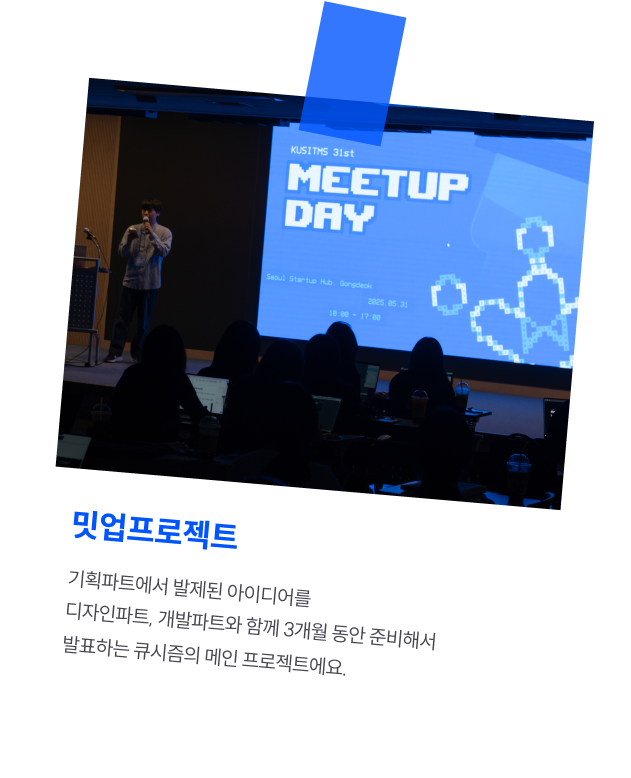 KUSITMS 31st
MEETUP
DAY
Seoul Startup Hub, Gongdeok
2025 05 31
10:00 ~ 17:00
밋업프로젝트
기획파트에서 발제된 아이디어를
디자인파트, 개발파트와 함께 3개월 동안 준비해서
발표하는 큐시즘의 메인 프로젝트에요.